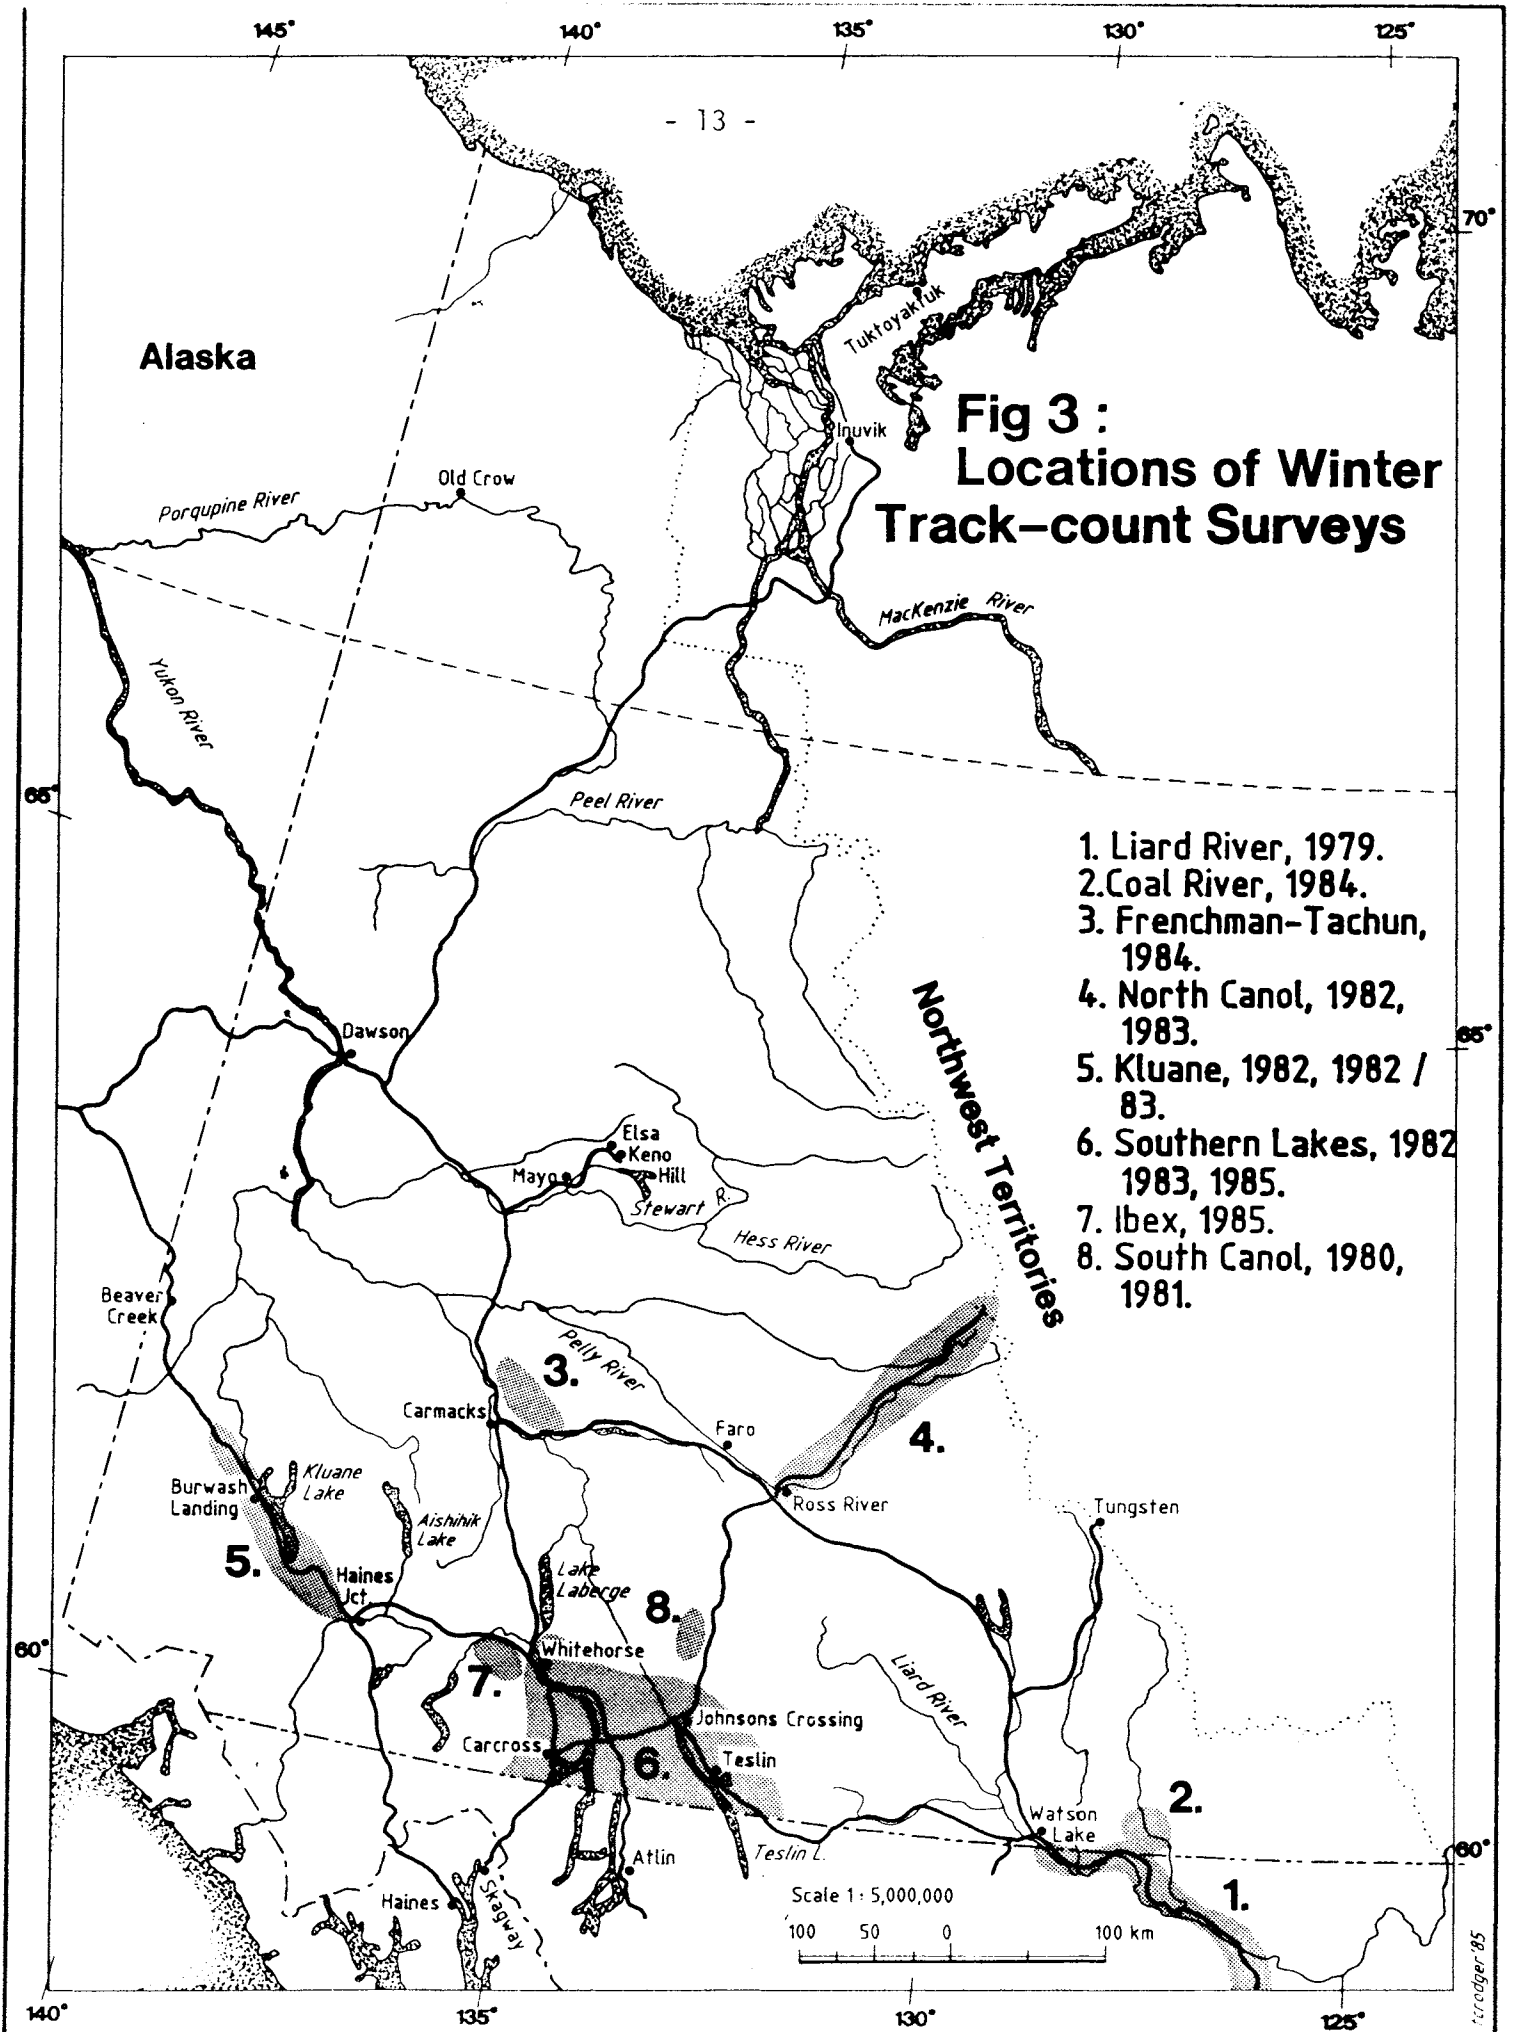 145° 140° 135° 130° 125°
- 13 -
70°
Tuktoyaktuk
Alaska
Fig 3 :
Locations of Winter
Track-count Surveys
Inuvik
Old Crow
Porqupine River
MacKenzie River
Yukon River
65°
Peel River
1. Liard River, 1979.
2.Coal River, 1984.
3. Frenchman-Tachun,
1984.
4. North Canol, 1982,
1983.
5. Kluane, 1982, 1982 /
83.
6. Southern Lakes, 1982
1983, 1985.
7. Ibex, 1985.
8. South Canol, 1980,
1981.
Northwest Territories
65°
Dawson
Elsa
Keno
Hill
Mayo
Stewart R.
Hess River
Beaver
Creek
Pelly River
3.
Carmacks
Faro
4.
Kluane
Lake
Burwash
Landing
Ross River
Tungsten
Aishihik
Lake
5.
Haines
Jct.
Lake
Laberge
8.
60°
Whitehorse
7.
Liard River
Johnsons Crossing
Carcross
6.
Teslin
2.
Watson
Lake
60°
Teslin L.
Atlin
1.
Haines
Skagway
Scale 1 : 5,000,000
100 50 0 100 km
rcrodger '85
140° 135° 130° 125°